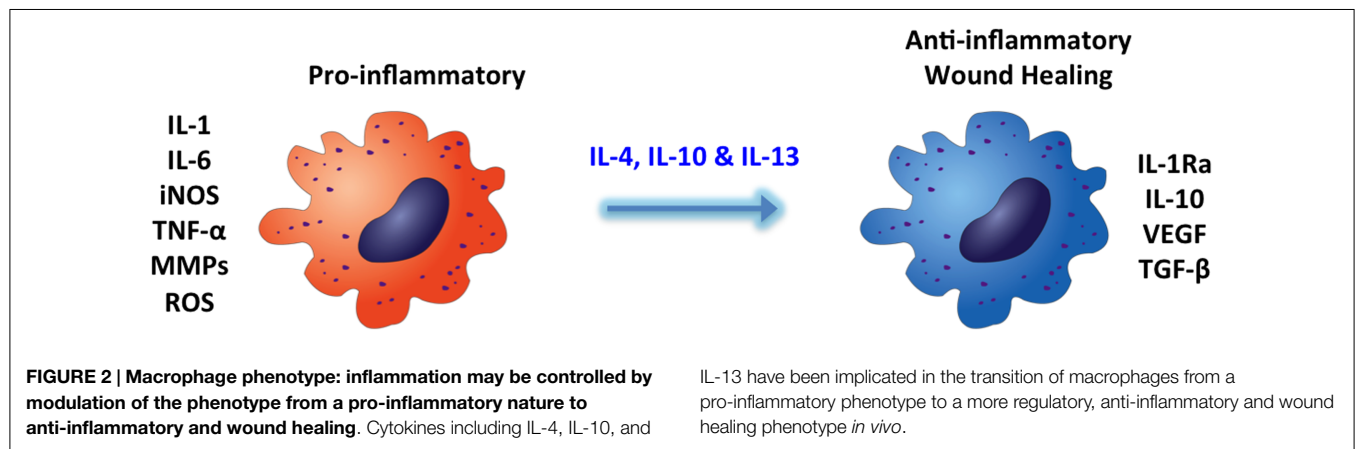 Pro-inflammatory
IL-1
IL-6
iNOS
TNF-α
MMPs
ROS
IL-4, IL-10 & IL-13
Anti-inflammatory
Wound Healing
IL-1Ra
IL-10
VEGF
TGF-β
FIGURE 2 | Macrophage phenotype: inflammation may be controlled by
modulation of the phenotype from a pro-inflammatory nature to
anti-inflammatory and wound healing. Cytokines including IL-4, IL-10, and
IL-13 have been implicated in the transition of macrophages from a
pro-inflammatory phenotype to a more regulatory, anti-inflammatory and wound
healing phenotype in vivo.